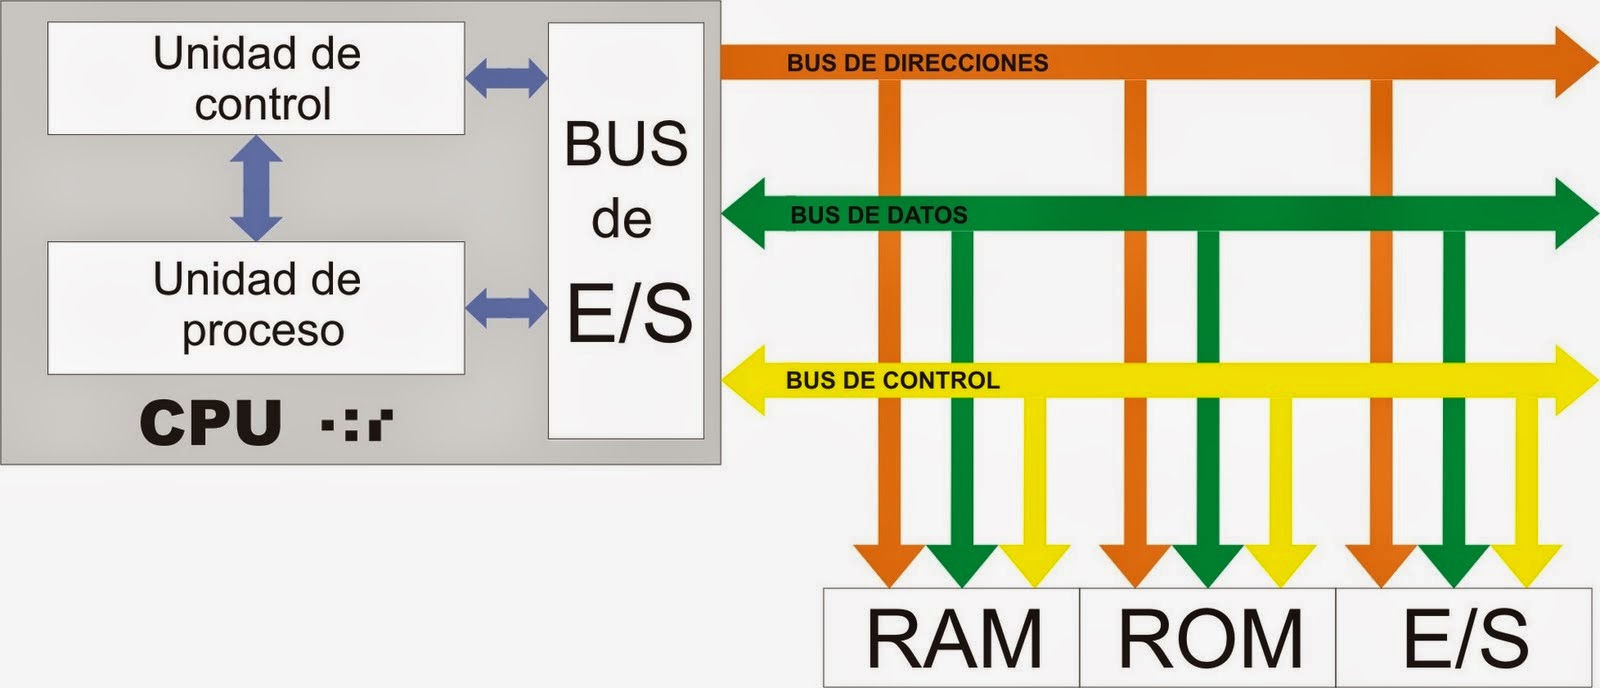 Unidad de
control
Unidad de
proceso
CPU
BUS
de
E/S
BUS DE DIRECCIONES
BUS DE DATOS
BUS DE CONTROL
RAM
ROM
E/S